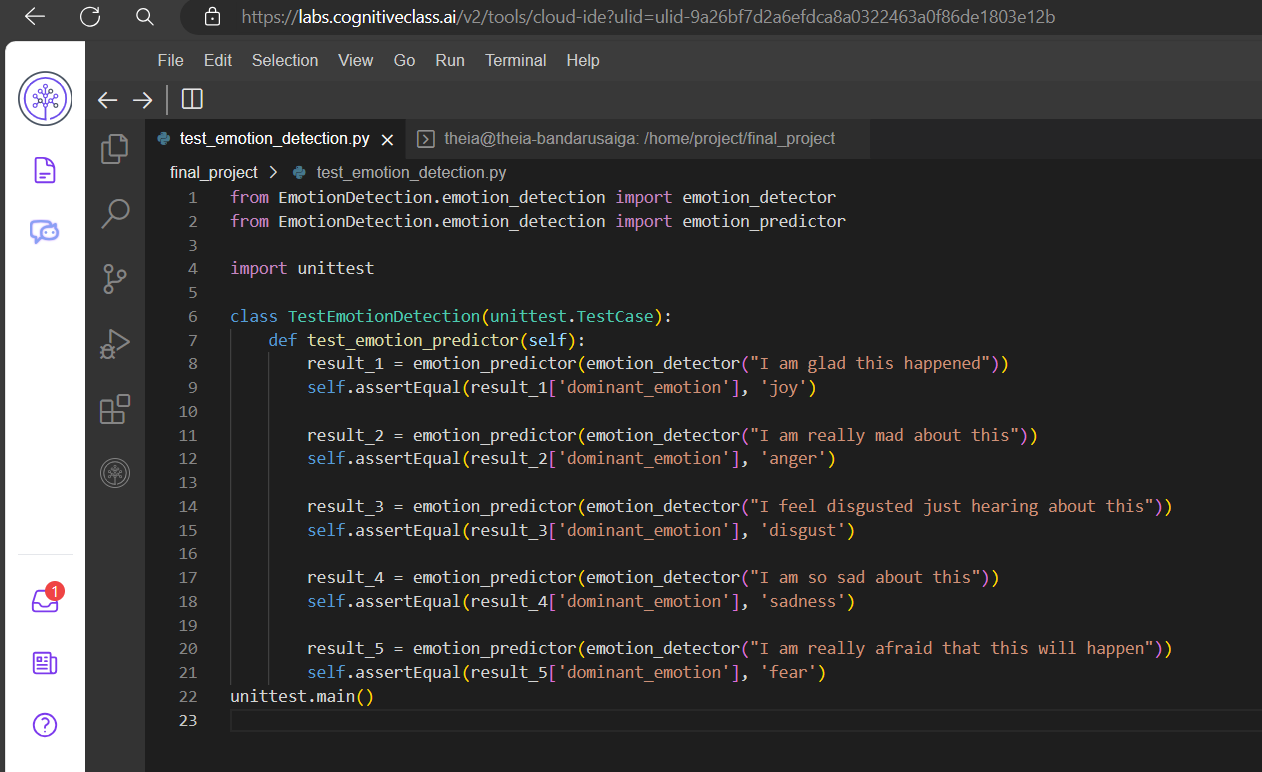 https://labs.cognitiveclass.ai/v2/tools/cloud-ide?ulid=ulid-9a26bf7d2a6efdca8a0322463a0f86de1803e12b
File Edit Selection View Go Run Terminal Help
test_emotion_detection.py theia@theia-bandarusaiga: /home/project/final_project
final_project > test_emotion_detection.py
1 from EmotionDetection.emotion_detection import emotion_detector
2 from EmotionDetection.emotion_detection import emotion_predictor
3
4 import unittest
5
6 class TestEmotionDetection(unittest.TestCase):
7     def test_emotion_predictor(self):
8         result_1 = emotion_predictor(emotion_detector("I am glad this happened"))
9         self.assertEqual(result_1['dominant_emotion'], 'joy')
10
11         result_2 = emotion_predictor(emotion_detector("I am really mad about this"))
12         self.assertEqual(result_2['dominant_emotion'], 'anger')
13
14         result_3 = emotion_predictor(emotion_detector("I feel disgusted just hearing about this"))
15         self.assertEqual(result_3['dominant_emotion'], 'disgust')
16
17         result_4 = emotion_predictor(emotion_detector("I am so sad about this"))
18         self.assertEqual(result_4['dominant_emotion'], 'sadness')
19
20         result_5 = emotion_predictor(emotion_detector("I am really afraid that this will happen"))
21         self.assertEqual(result_5['dominant_emotion'], 'fear')
22 unittest.main()
23
1